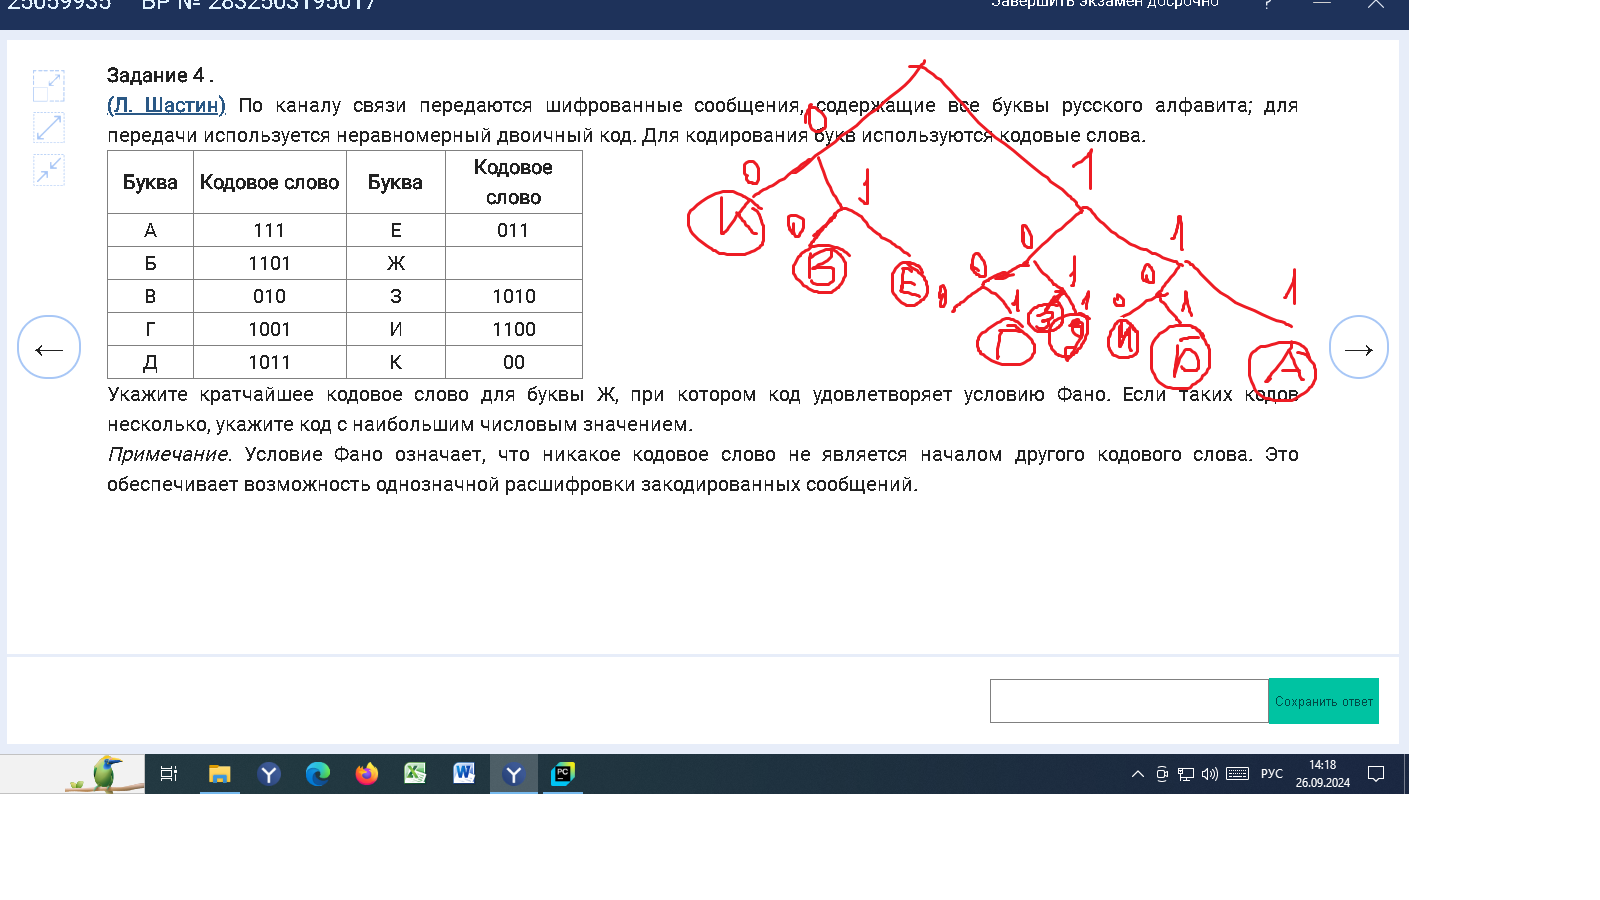 25059935 ВР № 2832503195017 Завершить экзамен досрочно ?
Задание 4 .
(Л. Шастин) По каналу связи передаются шифрованные сообщения, содержащие все буквы русского алфавита; для
передачи используется неравномерный двоичный код. Для кодирования букв используются кодовые слова.
Буква Кодовое слово Буква Кодовое слово
А 111 Е 011
Б 1101 Ж
В 010 З 1010
Г 1001 И 1100
Д 1011 К 00
Укажите кратчайшее кодовое слово для буквы Ж, при котором код удовлетворяет условию Фано. Если таких кодов
несколько, укажите код с наибольшим числовым значением.
Примечание. Условие Фано означает, что никакое кодовое слово не является началом другого кодового слова. Это
обеспечивает возможность однозначной расшифровки закодированных сообщений.
0 1
0 1 0 1
К 0 0 1 0 1
В Е 0 1 1 0 1
Г З Д И Б А
Сохранить ответ
РУС 14:18
26.09.2024